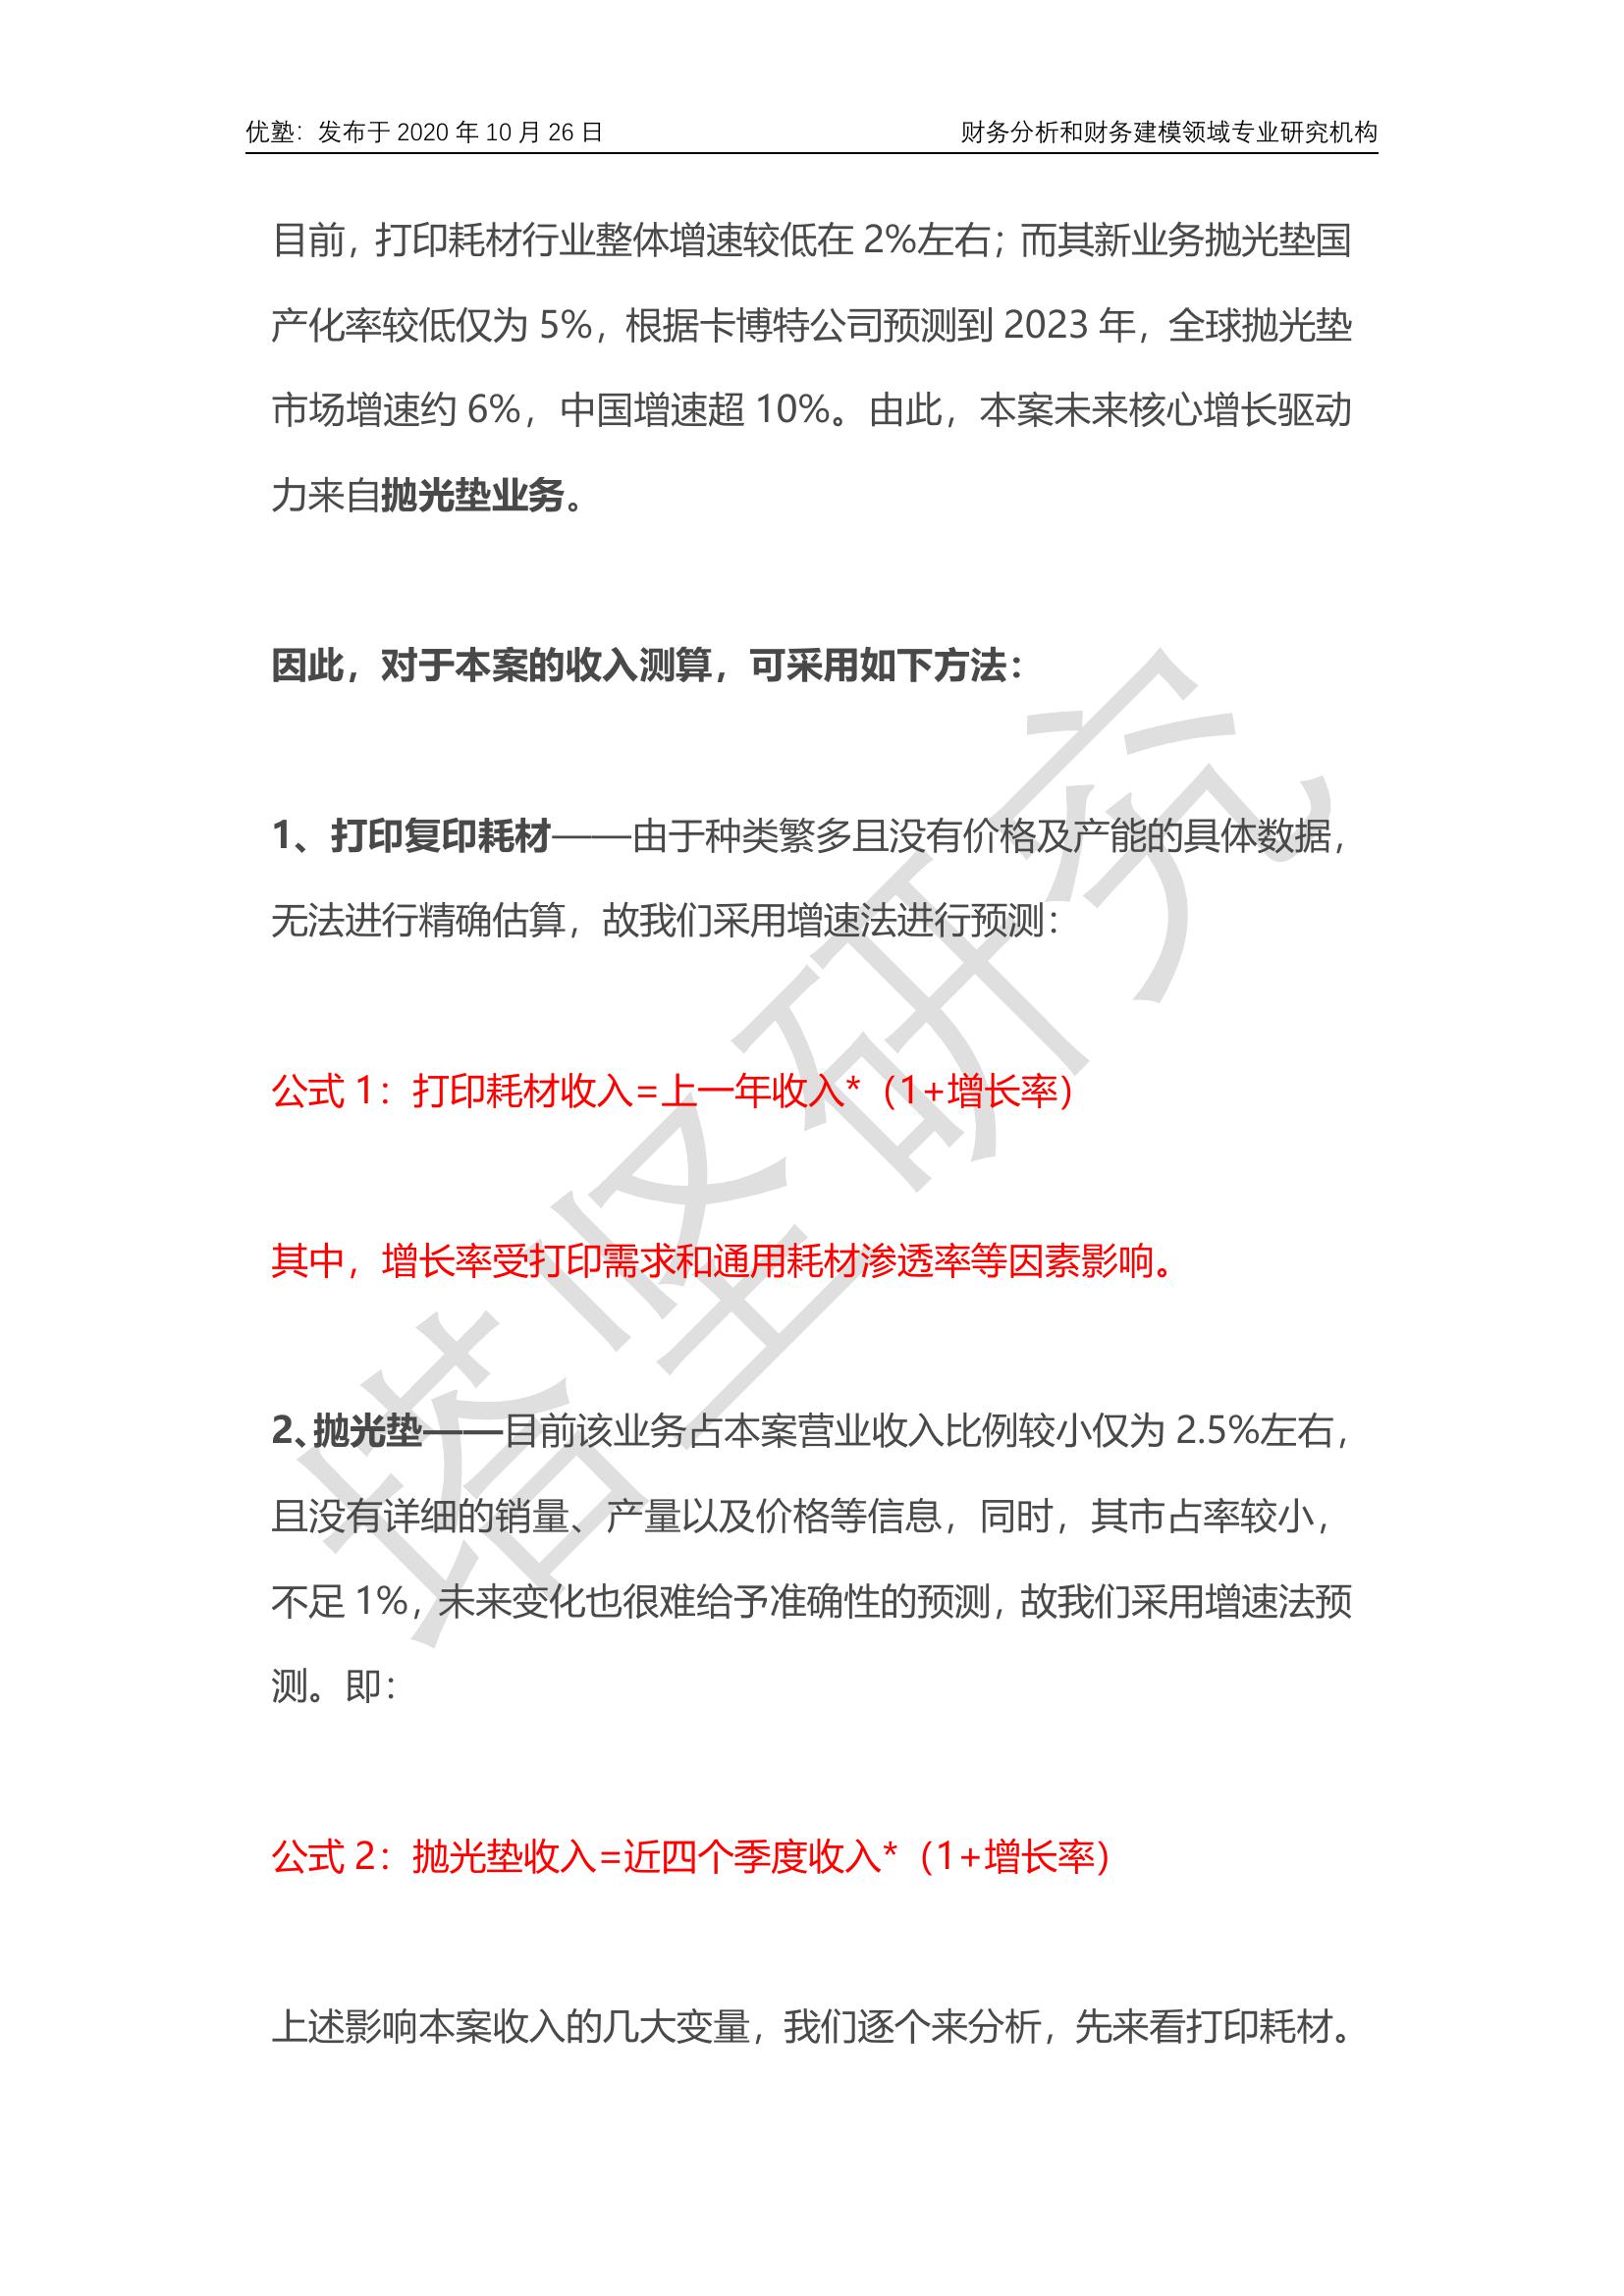 优塾：发布于 2020 年 10 月 26 日 财务分析和财务建模领域专业研究机构
目前，打印耗材行业整体增速较低在 2%左右；而其新业务抛光垫国
产化率较低仅为 5%，根据卡博特公司预测到 2023 年，全球抛光垫
市场增速约 6%，中国增速超 10%。由此，本案未来核心增长驱动
力来自抛光垫业务。
因此，对于本案的收入测算，可采用如下方法：
1、打印复印耗材——由于种类繁多且没有价格及产能的具体数据，
无法进行精确估算，故我们采用增速法进行预测：
公式 1：打印耗材收入=上一年收入*（1+增长率）
其中，增长率受打印需求和通用耗材渗透率等因素影响。
2、抛光垫——目前该业务占本案营业收入比例较小仅为 2.5%左右，
且没有详细的销量、产量以及价格等信息，同时，其市占率较小，
不足 1%，未来变化也很难给予准确性的预测，故我们采用增速法预
测。即：
公式 2：抛光垫收入=近四个季度收入*（1+增长率）
上述影响本案收入的几大变量，我们逐个来分析，先来看打印耗材。
塔坚研究